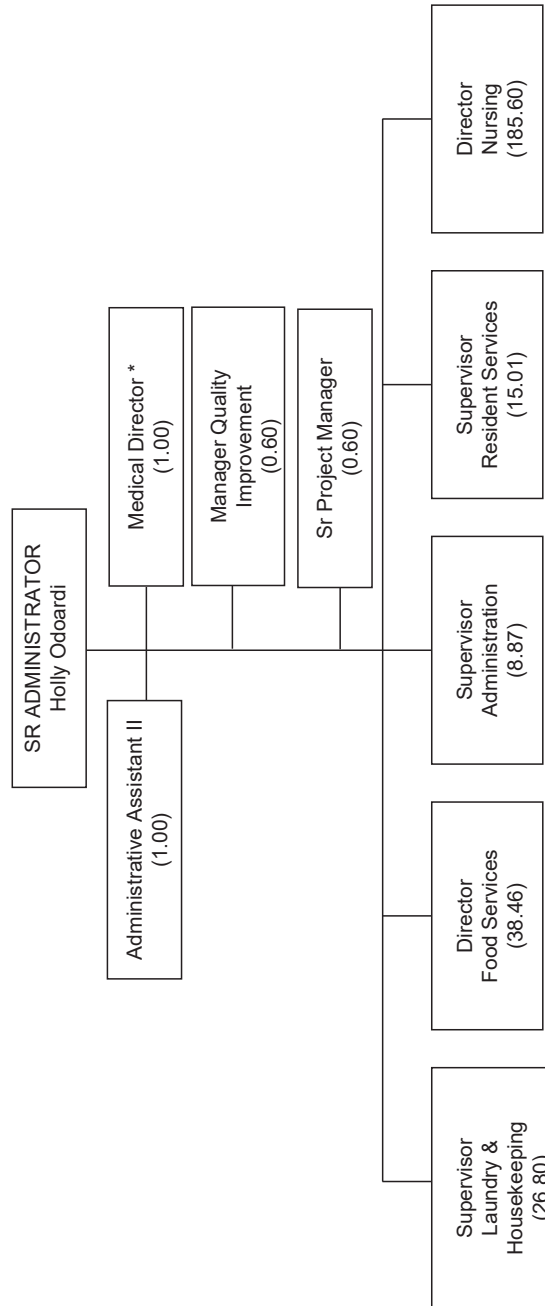 SR ADMINISTRATOR
Holly Odoardi
Administrative Assistant II
(1.00)
Medical Director *
(1.00)
Manager Quality
Improvement
(0.60)
Sr Project Manager
(0.60)
Supervisor
Laundry &
Housekeeping
(26.80)
Director
Food Services
(38.46)
Supervisor
Administration
(8.87)
Supervisor
Resident Services
(15.01)
Director
Nursing
(185.60)